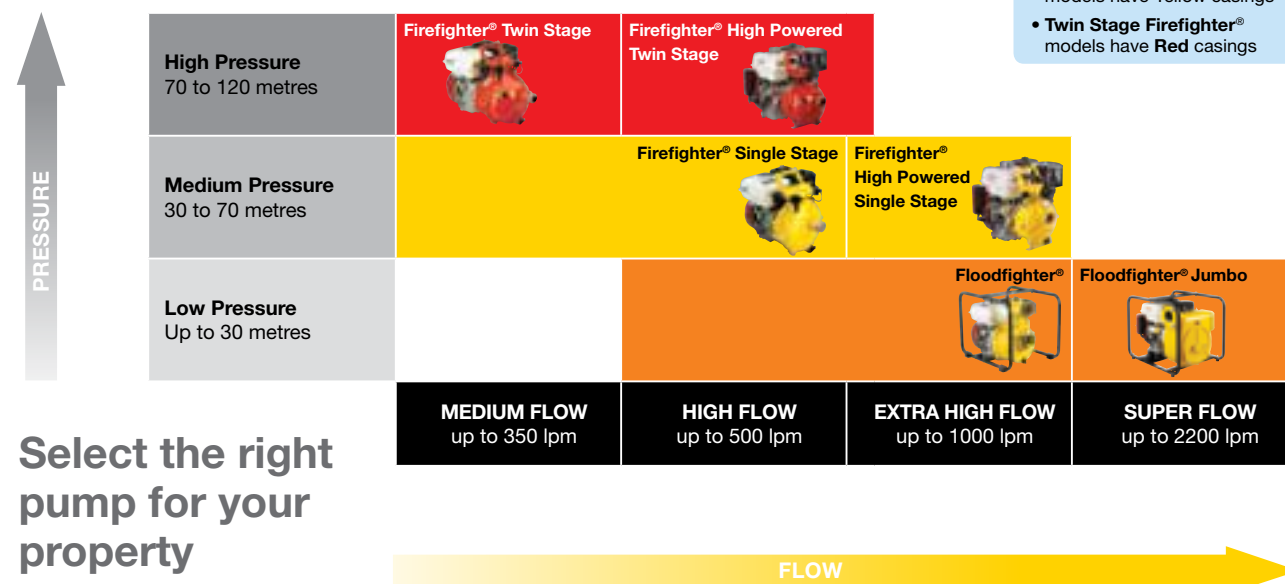 models have Yellow casings
• Twin Stage Firefighter®
models have Red casings
PRESSURE
High Pressure
70 to 120 metres
Firefighter® Twin Stage
Firefighter® High Powered
Twin Stage
Medium Pressure
30 to 70 metres
Firefighter® Single Stage
Firefighter®
High Powered
Single Stage
Low Pressure
Up to 30 metres
Floodfighter®
Floodfighter® Jumbo
MEDIUM FLOW
up to 350 lpm
HIGH FLOW
up to 500 lpm
EXTRA HIGH FLOW
up to 1000 lpm
SUPER FLOW
up to 2200 lpm
Select the right
pump for your
property
FLOW